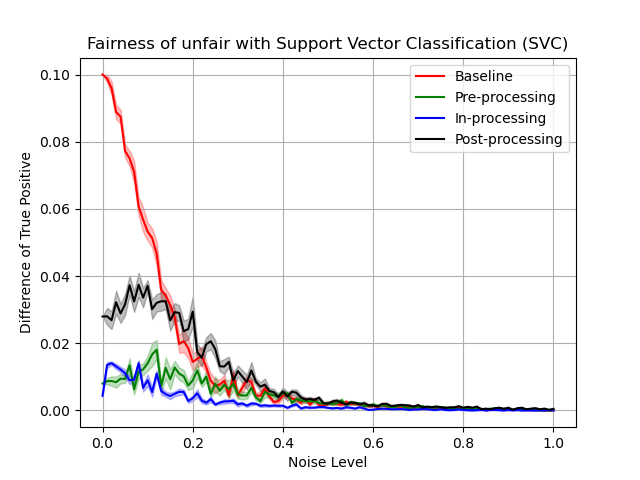 Fairness of unfair with Support Vector Classification (SVC)
Baseline
Pre-processing
In-processing
Post-processing
Difference of True Positive
0.10
0.08
0.06
0.04
0.02
0.00
0.0 0.2 0.4 0.6 0.8 1.0
Noise Level